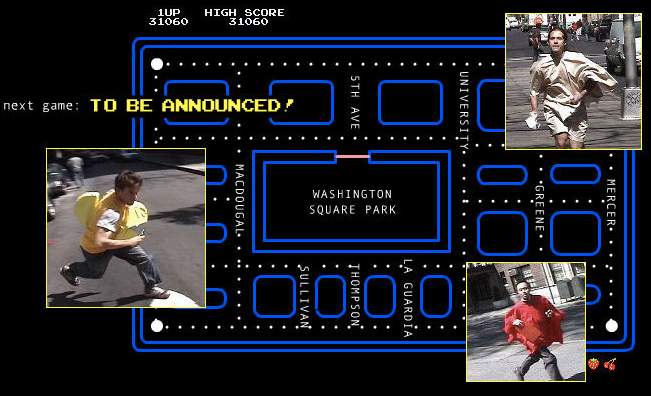 1UP HIGH SCORE
31060 31060
next game: TO BE ANNOUNCED!
5TH AVE
UNIVERSITY
MACDOUGAL
WASHINGTON
SQUARE PARK
GREENE
MERCER
SULLIVAN
THOMPSON
LA GUARDIA